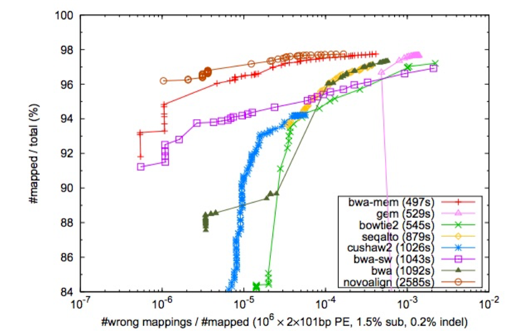 #mapped / total (%)
100
98
96
94
92
90
88
86
84
bwa-mem (497s)
gem (529s)
bowtie2 (545s)
seqalto (879s)
cushaw2 (1026s)
bwa-sw (1043s)
bwa (1092s)
novoalign (2585s)
10⁻⁷ 10⁻⁶ 10⁻⁵ 10⁻⁴ 10⁻³ 10⁻²
#wrong mappings / #mapped (10⁶ × 2×101bp PE, 1.5% sub, 0.2% indel)